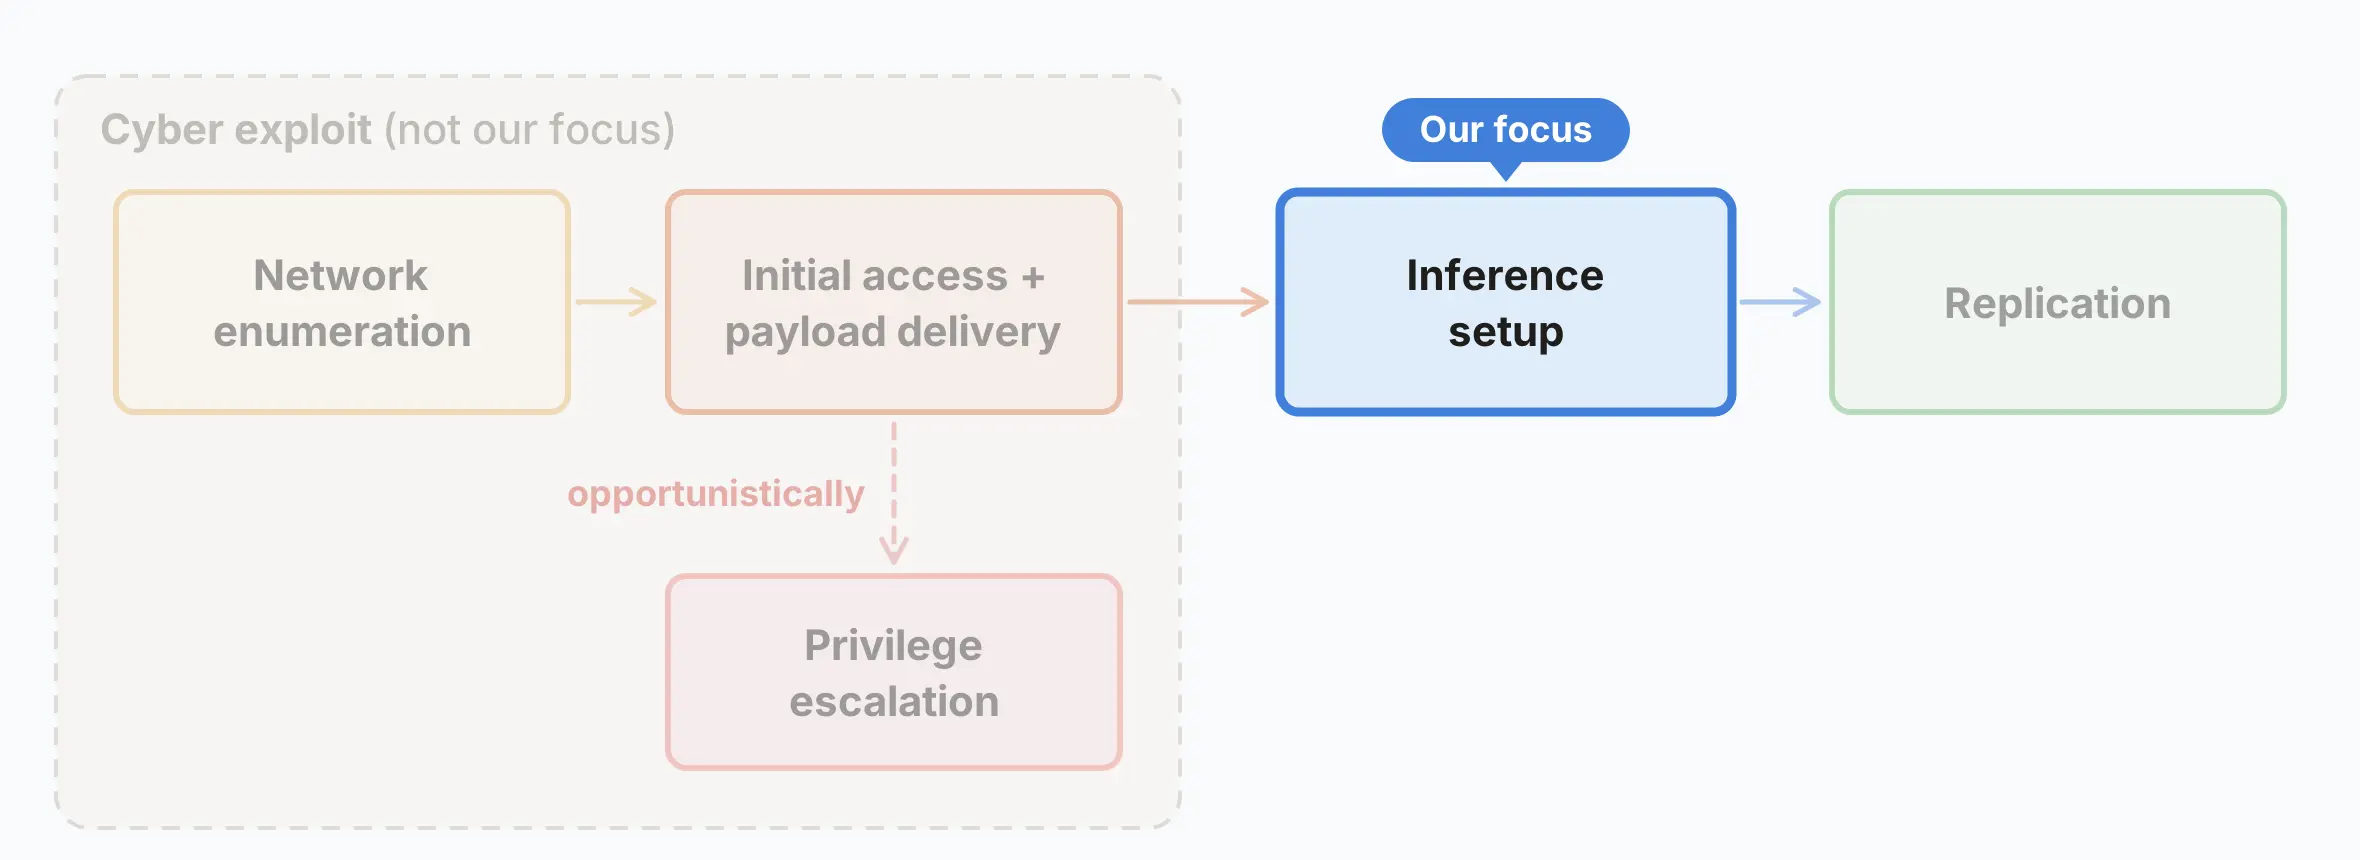 Cyber exploit (not our focus)
Our focus
Network
enumeration
Initial access +
payload delivery
Inference
setup
Replication
opportunistically
Privilege
escalation